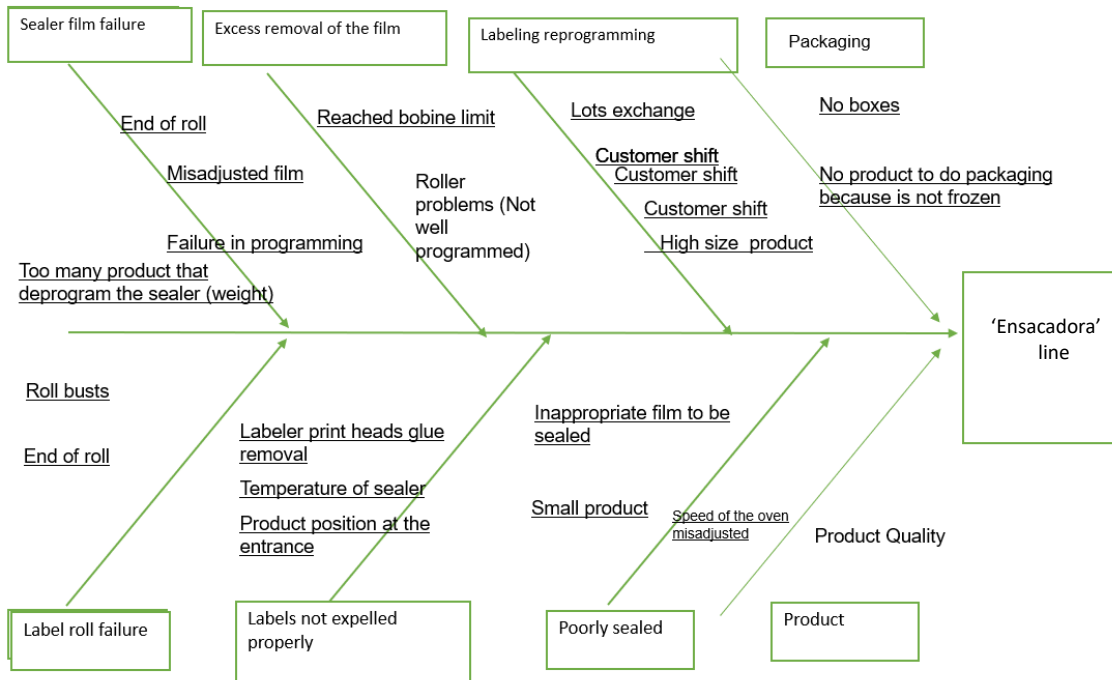 Sealer film failure
Excess removal of the film
Labeling reprogramming
Packaging
End of roll
Misadjusted film
Failure in programming
Too many product that
deprogram the sealer (weight)
Reached bobine limit
Roller
problems (Not
well
programmed)
Lots exchange
Customer shift
Customer shift
Customer shift
High size product
No boxes
No product to do packaging
because is not frozen
'Ensacadora'
line
Roll busts
End of roll
Labeler print heads glue
removal
Temperature of sealer
Product position at the
entrance
Inappropriate film to be
sealed
Small product
Speed of the oven
misadjusted
Product Quality
Label roll failure
Labels not expelled
properly
Poorly sealed
Product